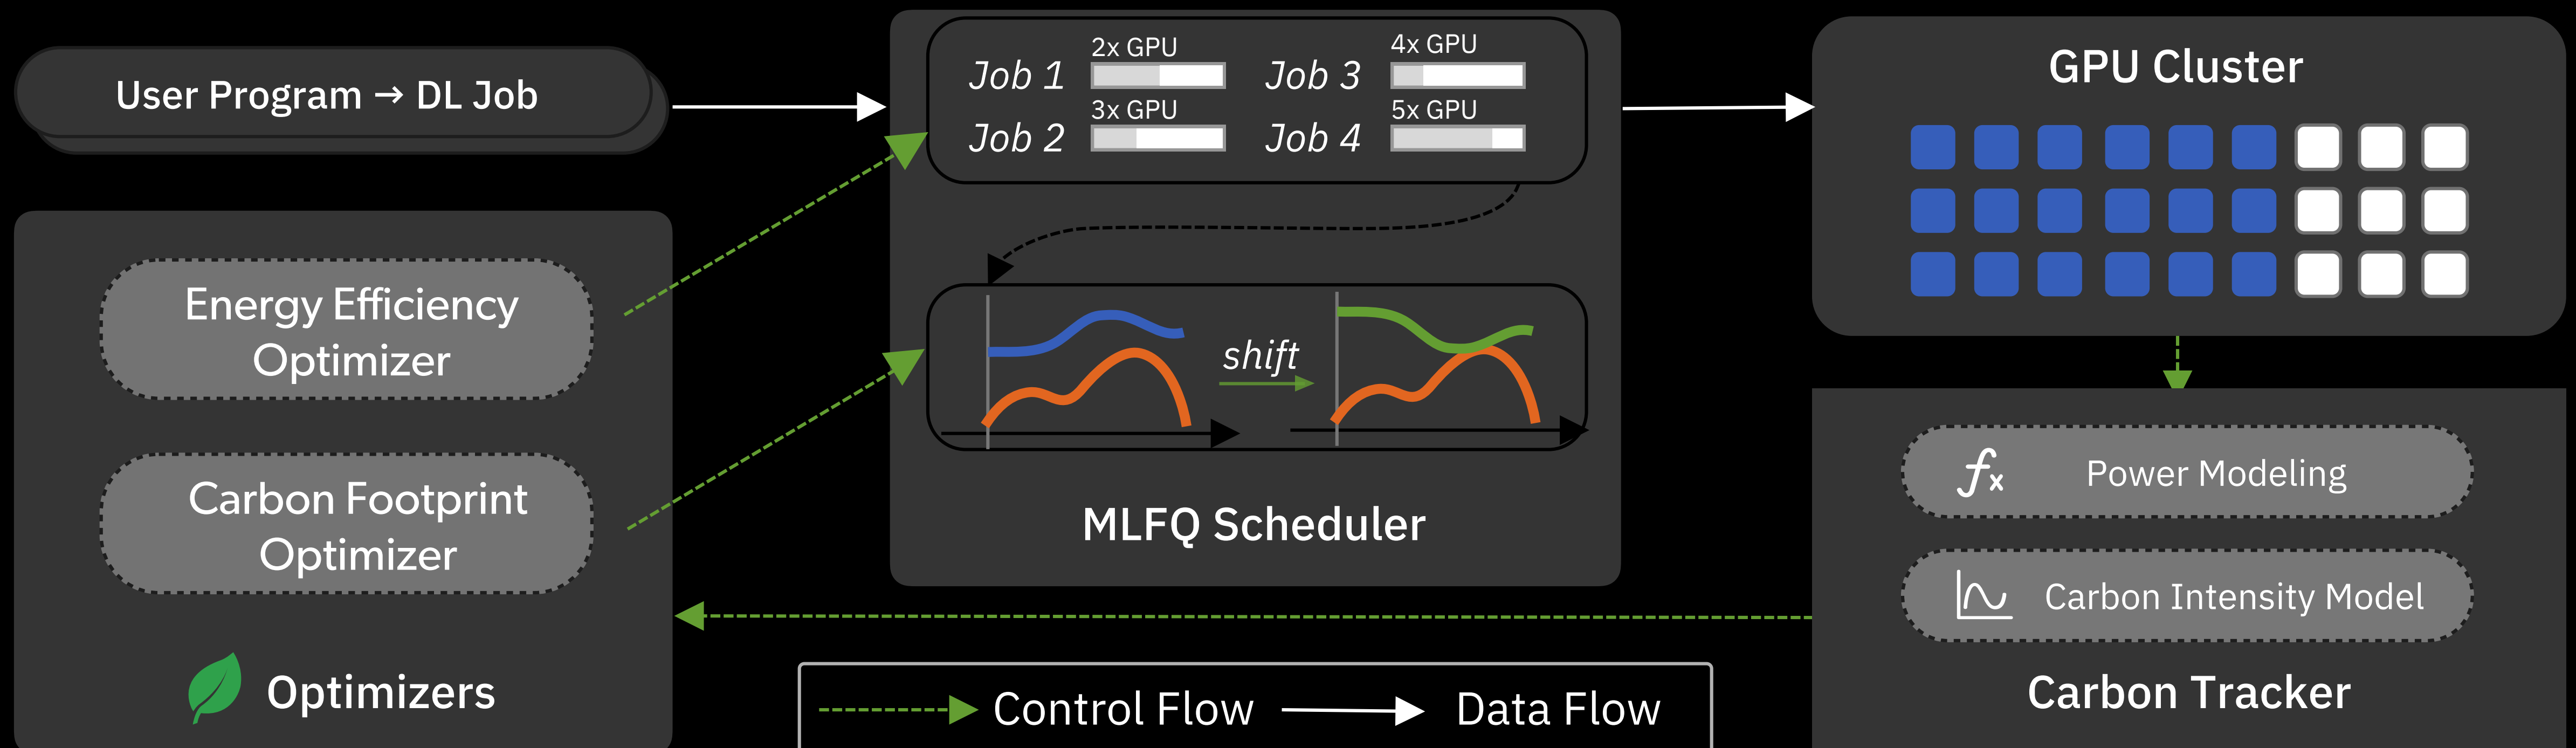 User Program → DL Job
Energy Efficiency
Optimizer
Carbon Footprint
Optimizer
Optimizers
2x GPU
Job 1
3x GPU
Job 2
4x GPU
Job 3
5x GPU
Job 4
shift
MLFQ Scheduler
GPU Cluster
fx Power Modeling
Carbon Intensity Model
Carbon Tracker
Control Flow
Data Flow